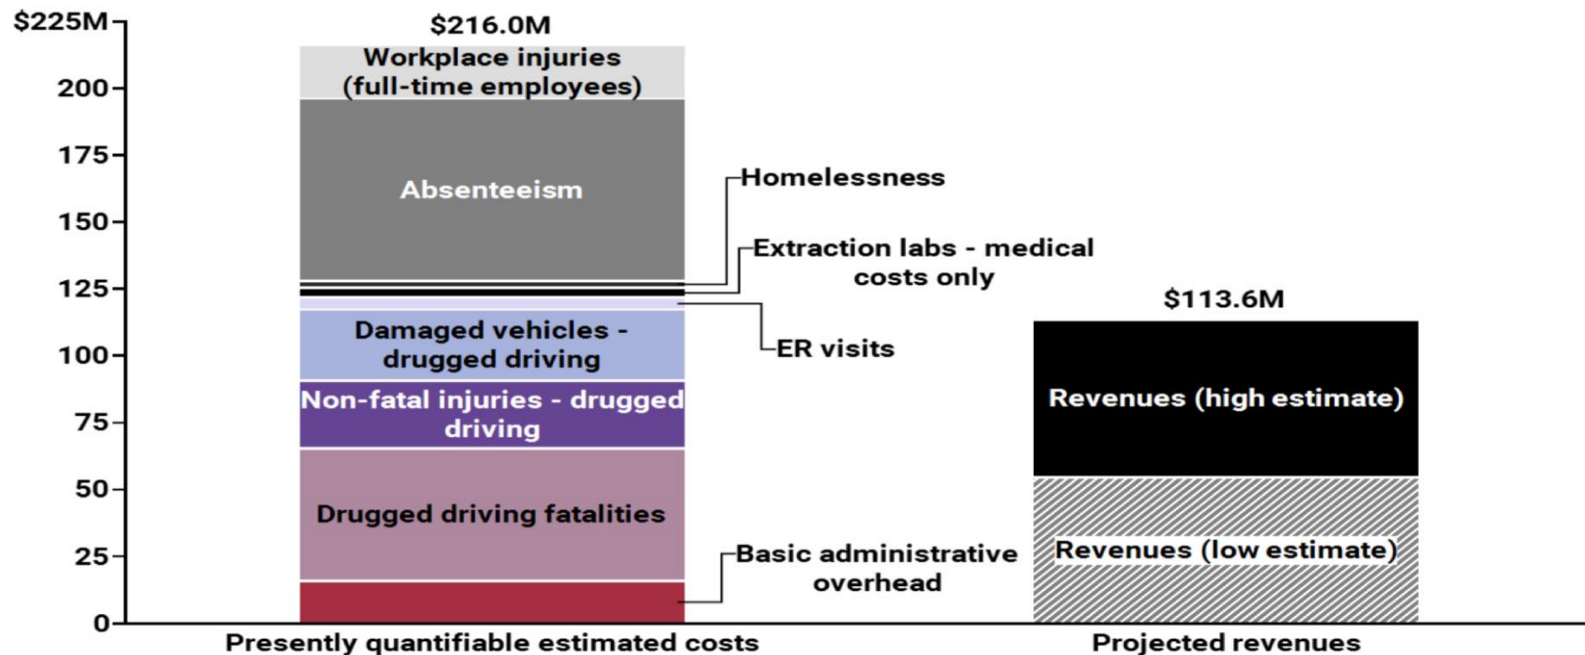 $225M
200
175
150
125
100
75
50
25
0
$216.0M
Workplace injuries
(full-time employees)
Absenteeism
Homelessness
Extraction labs - medical
costs only
ER visits
Damaged vehicles -
drugged driving
Non-fatal injuries - drugged
driving
Drugged driving fatalities
Basic administrative
overhead
Presently quantifiable estimated costs
$113.6M
Revenues (high estimate)
Revenues (low estimate)
Projected revenues